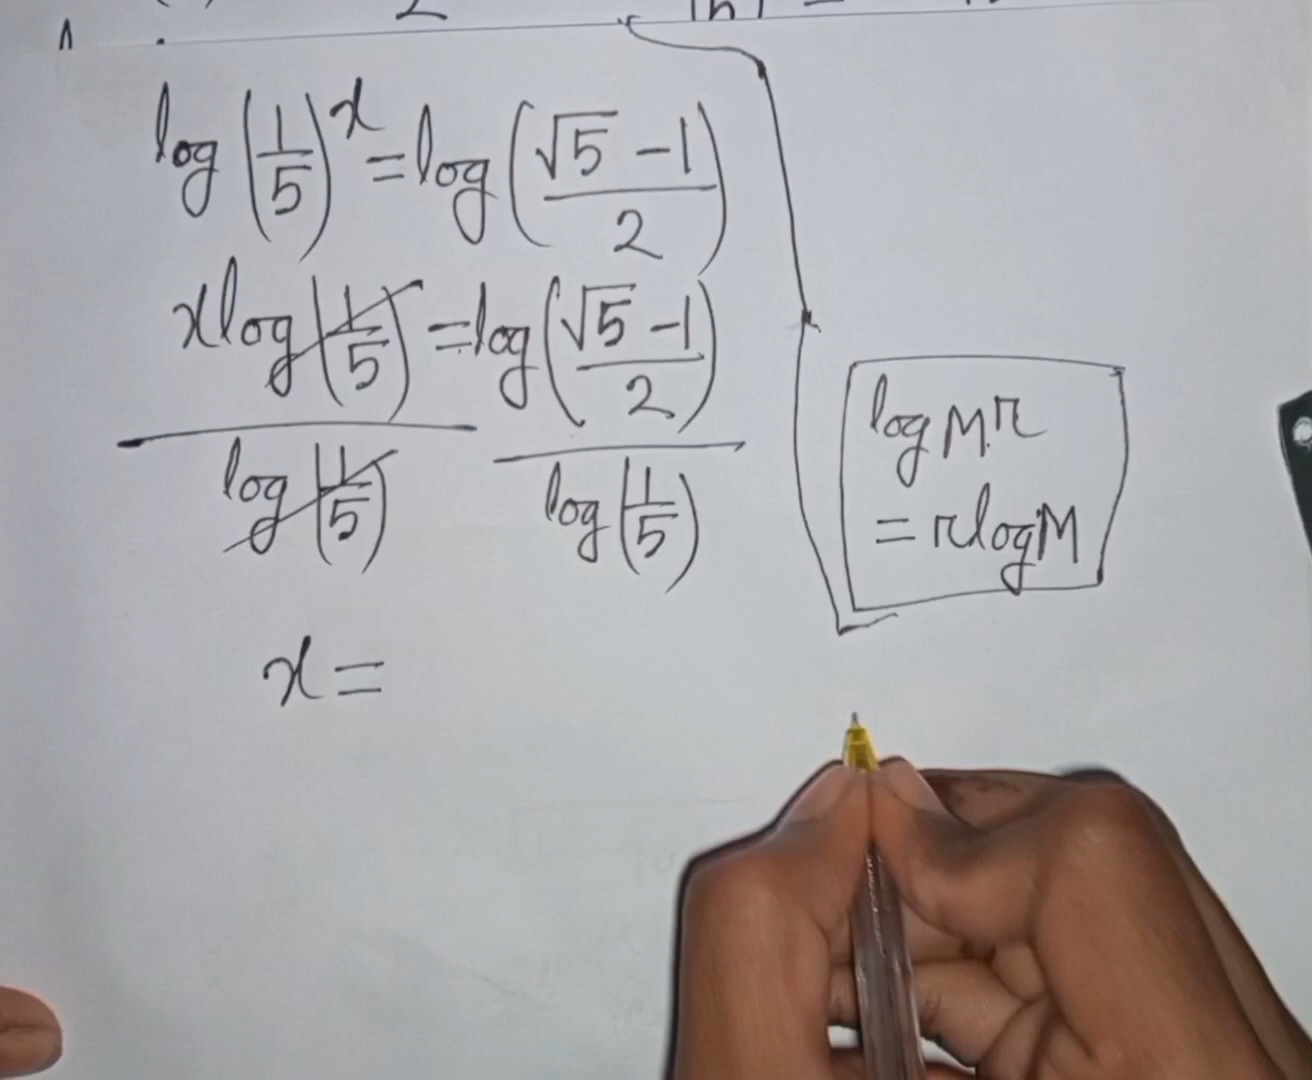 log (1/5)^x = log ((√5 - 1)/2)
x log (1/5) = log ((√5 - 1)/2)
log (1/5) log (1/5)
x =
log M^r
= r log M